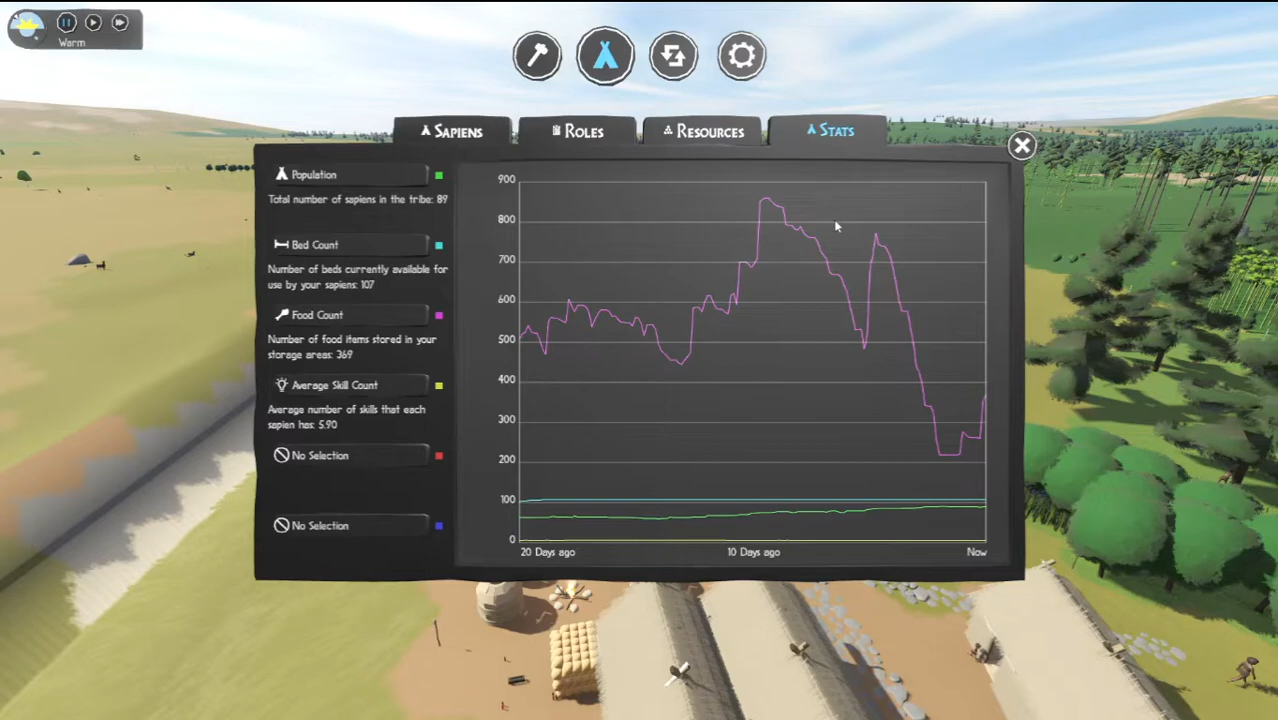 Warm
Sapiens
Roles
Resources
Stats
Population
Total number of sapiens in the tribe: 89
Bed Count
Number of beds currently available for
use by your sapiens: 107
Food Count
Number of food items stored in your
storage areas: 369
Average Skill Count
Average number of skills that each
sapien has: 5.90
No Selection
No Selection
900
800
700
600
500
400
300
200
100
0
20 Days ago
10 Days ago
Now